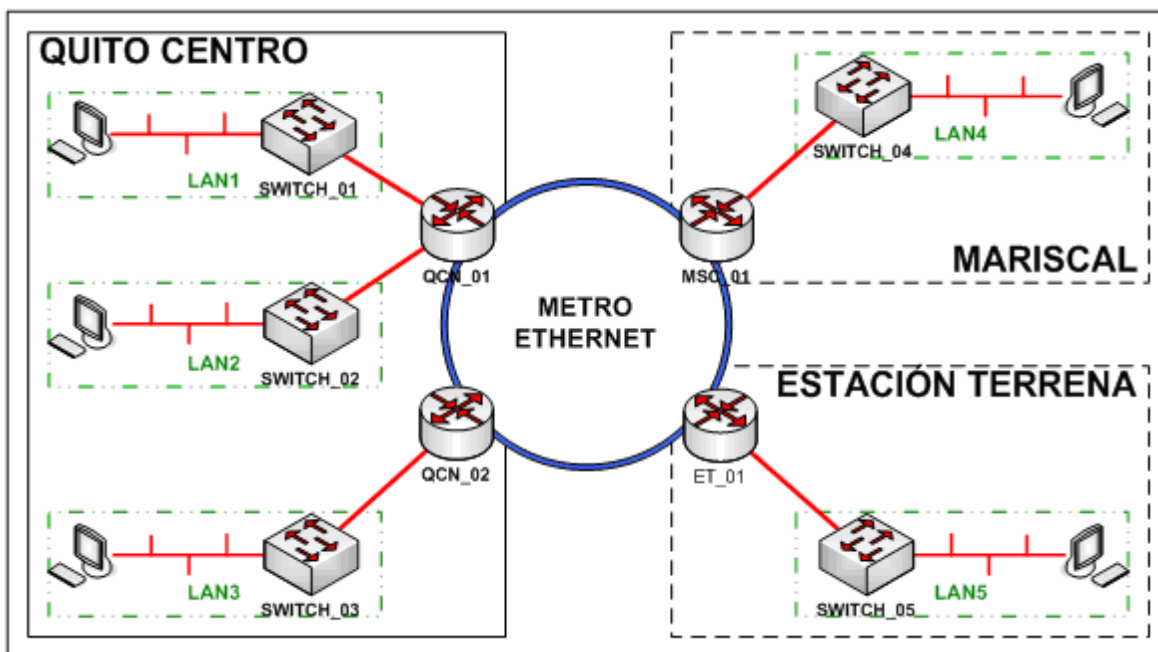 QUITO CENTRO
LAN1
SWITCH_01
QCN_01
LAN2
SWITCH_02
QCN_02
LAN3
SWITCH_03
METRO
ETHERNET
SWITCH_04
LAN4
MSC_01
MARISCAL
ESTACIÓN TERRENA
ET_01
SWITCH_05
LAN5